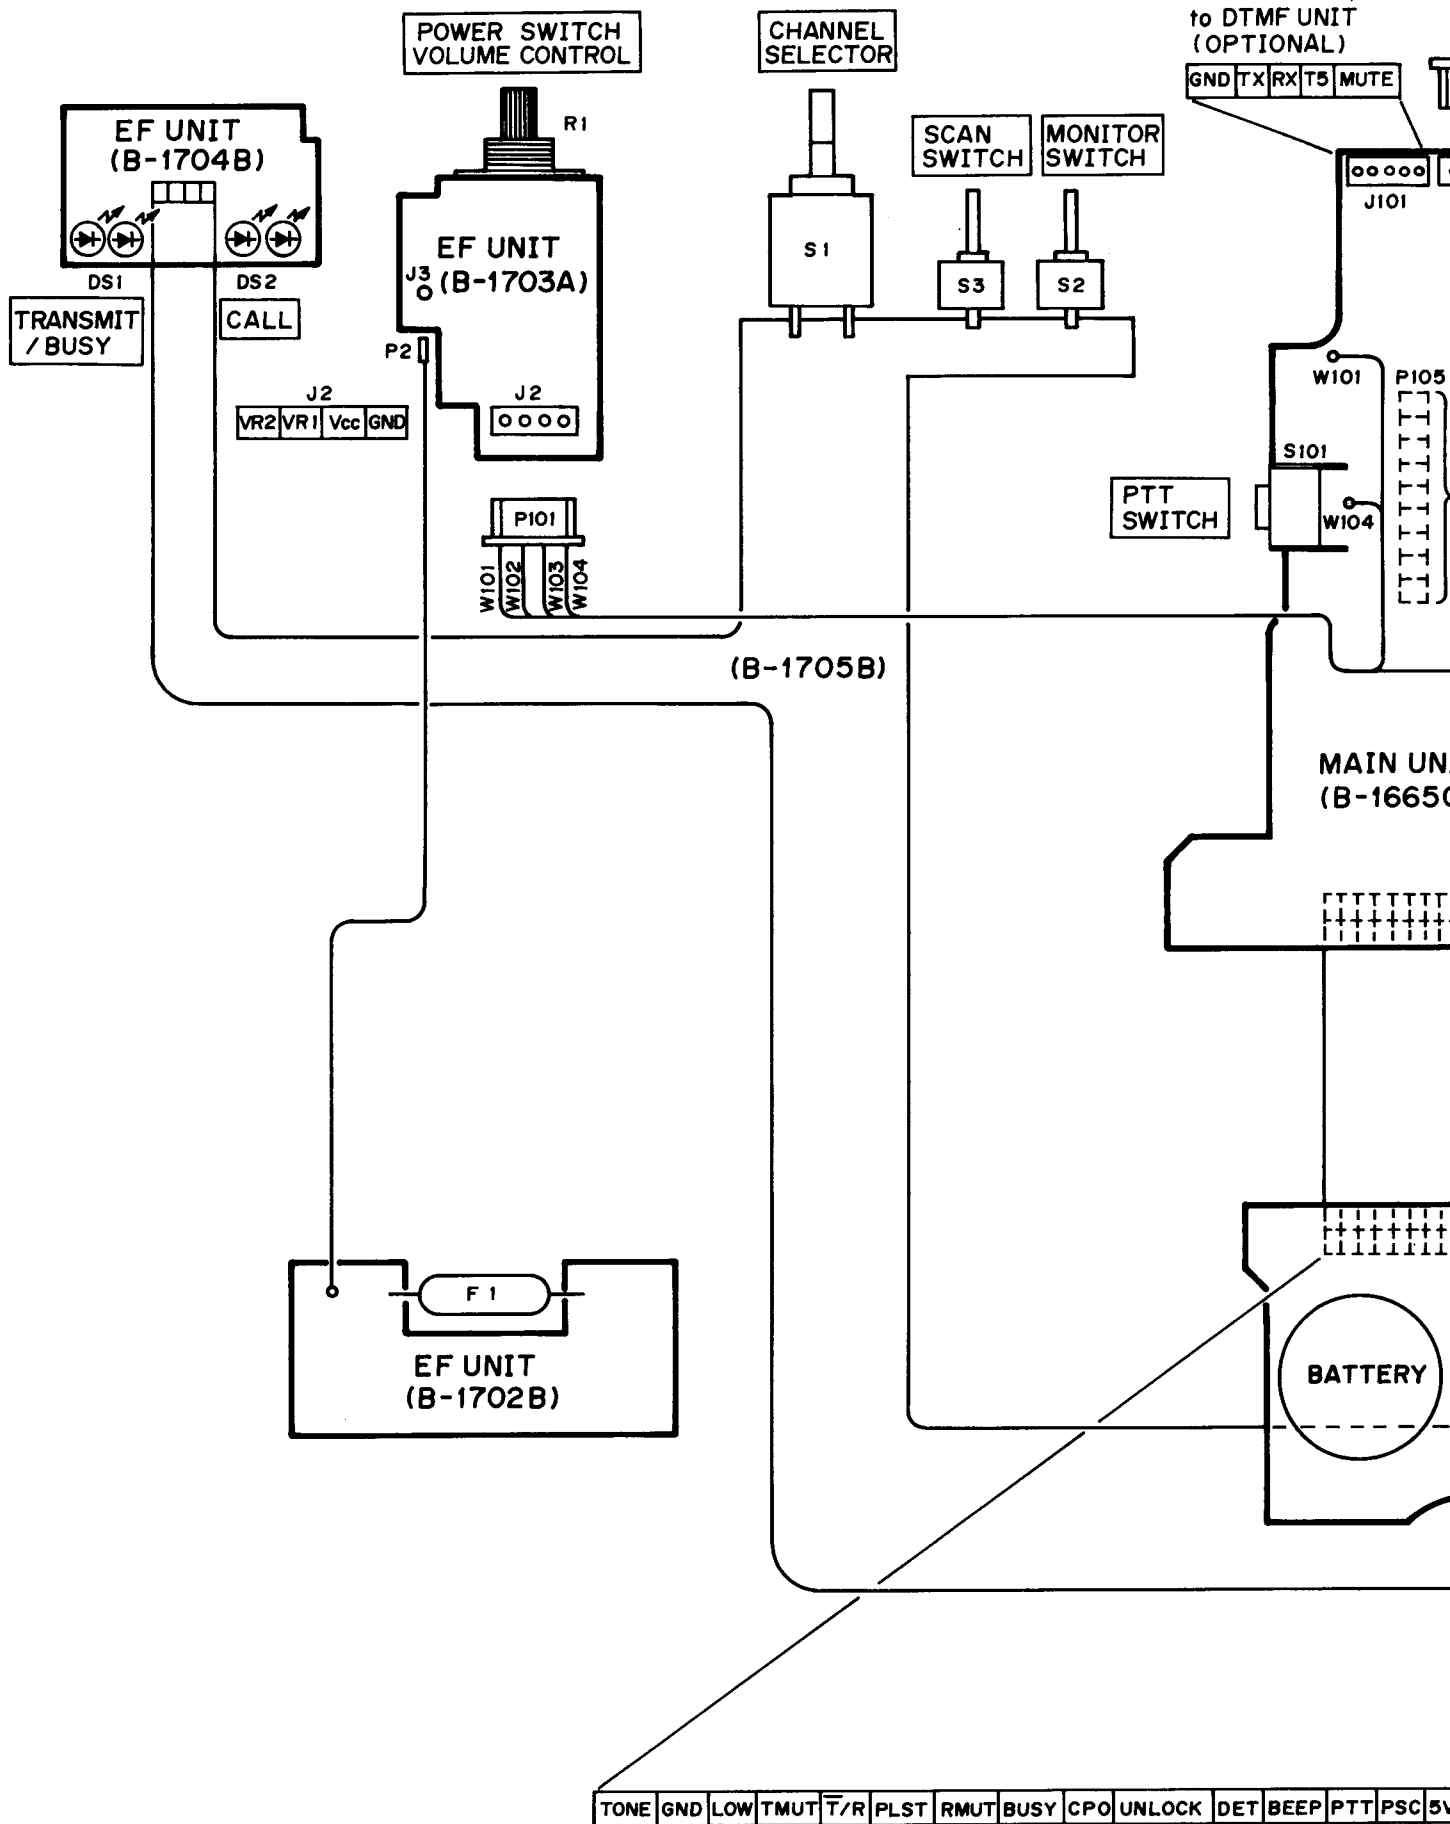 to DTMF UNIT
(OPTIONAL)
GND TX RX T5 MUTE
POWER SWITCH
VOLUME CONTROL
CHANNEL
SELECTOR
R1
EF UNIT
(B-1704B)
SCAN
SWITCH
MONITOR
SWITCH
J101
EF UNIT
(B-1703A)
J3
S1
S3
S2
DS1
DS2
TRANSMIT
/BUSY
CALL
P2
W101
P105
J2
VR2 VR1 Vcc GND
J2
S101
PTT
SWITCH
W104
P101
W101
W102
W103
W104
(B-1705B)
MAIN UN
(B-1665
F1
EF UNIT
(B-1702B)
BATTERY
TONE GND LOW TMUT T̅/R PLST RMUT BUSY CPO UNLOCK DET BEEP PTT PSC 5V